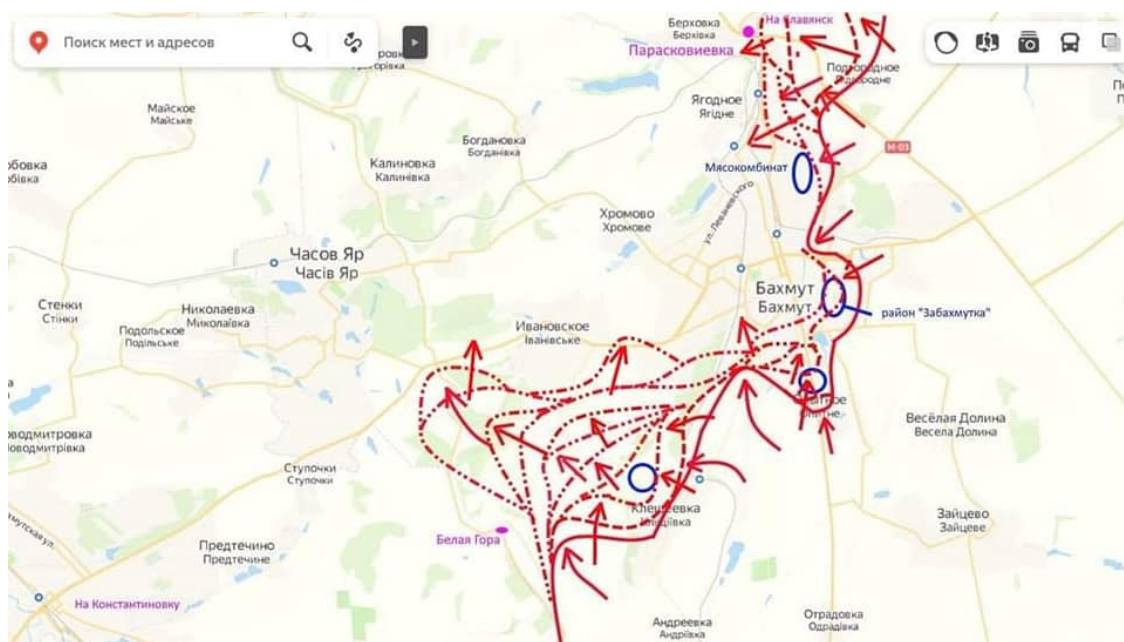 Поиск мест и адресов
На Славянск
Берховка
Берхівка
Парасковиевка
Подгородное
Ягодное
Ягідне
Майское
Майське
Богдановка
Богданівка
Калиновка
Калинівка
М-03
Мясокомбинат
ул. Леваневского
Хромово
Хромове
Часов Яр
Часів Яр
Бахмут
Бахмут
район "Забахмутка"
Стенки
Стінки
Николаевка
Миколаївка
Подольское
Подільське
Ивановское
Іванівське
Весёлая Долина
Весела Долина
Ступочки
Ступочки
Клещеевка
Кліщіївка
Зайцево
Зайцеве
Белая Гора
Предтечино
Предтечине
На Константиновку
Андреевка
Андріївка
Отрадовка
Одрадівка